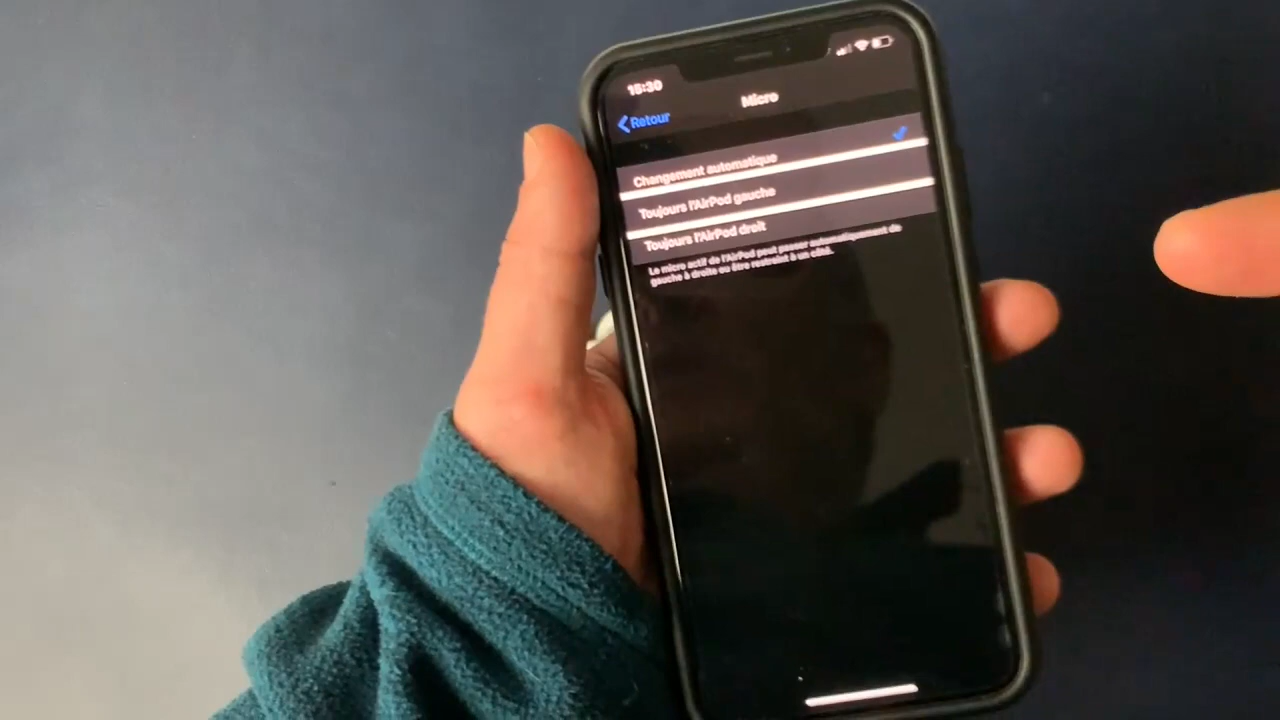 15:30
Micro
Retour
Changement automatique
Toujours l'AirPod gauche
Toujours l'AirPod droit
Le micro actif de l'AirPod peut passer automatiquement de
gauche à droite ou être restreint à un côté.